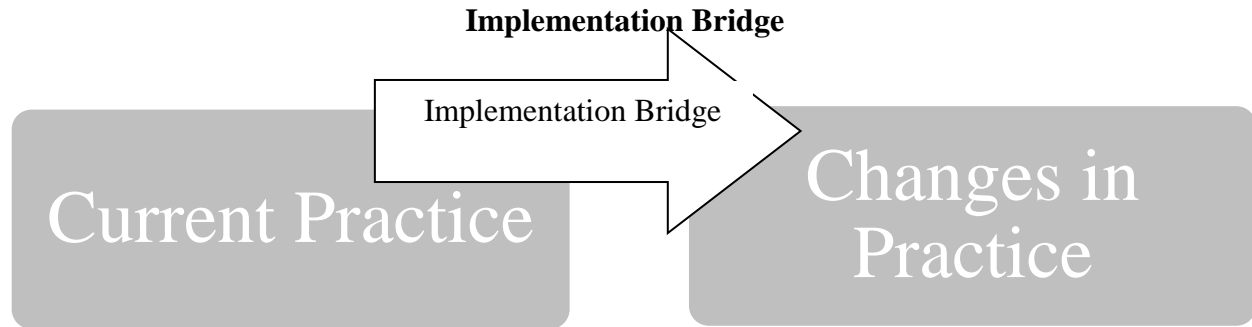 Implementation Bridge
Implementation Bridge
Current Practice
Changes in
Practice